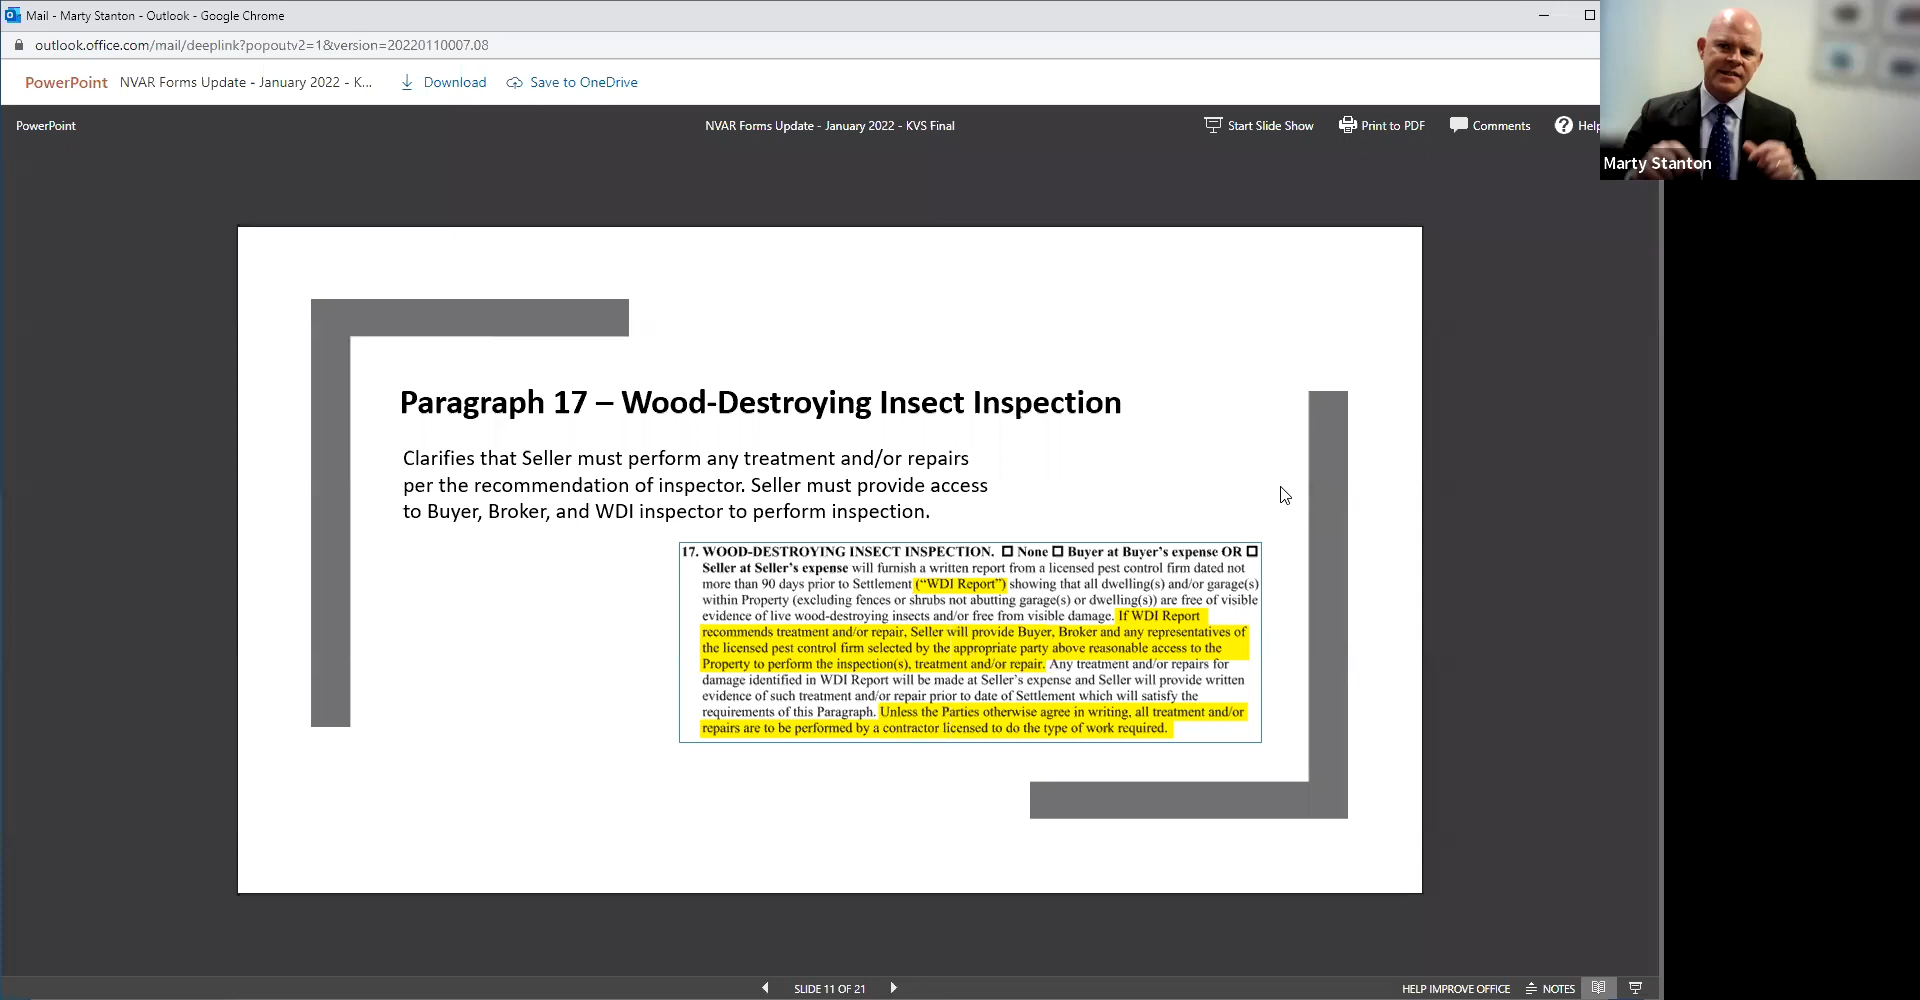 Mail - Marty Stanton - Outlook - Google Chrome
outlook.office.com/mail/deeplink?popoutv2=1&version=20220110007.08
PowerPoint NVAR Forms Update - January 2022 - K... Download Save to OneDrive
PowerPoint NVAR Forms Update - January 2022 - KVS Final Start Slide Show Print to PDF Comments Help
Marty Stanton
Paragraph 17 – Wood-Destroying Insect Inspection
Clarifies that Seller must perform any treatment and/or repairs
per the recommendation of inspector. Seller must provide access
to Buyer, Broker, and WDI inspector to perform inspection.
17. WOOD-DESTROYING INSECT INSPECTION. ☐ None ☐ Buyer at Buyer's expense OR ☐
Seller at Seller's expense will furnish a written report from a licensed pest control firm dated not
more than 90 days prior to Settlement ("WDI Report") showing that all dwelling(s) and/or garage(s)
within Property (excluding fences or shrubs not abutting garage(s) or dwelling(s)) are free of visible
evidence of live wood-destroying insects and/or free from visible damage. If WDI Report
recommends treatment and/or repair, Seller will provide Buyer, Broker and any representatives of
the licensed pest control firm selected by the appropriate party above reasonable access to the
Property to perform the inspection(s), treatment and/or repair. Any treatment and/or repairs for
damage identified in WDI Report will be made at Seller's expense and Seller will provide written
evidence of such treatment and/or repair prior to date of Settlement which will satisfy the
requirements of this Paragraph. Unless the Parties otherwise agree in writing, all treatment and/or
repairs are to be performed by a contractor licensed to do the type of work required.
SLIDE 11 OF 21 HELP IMPROVE OFFICE NOTES